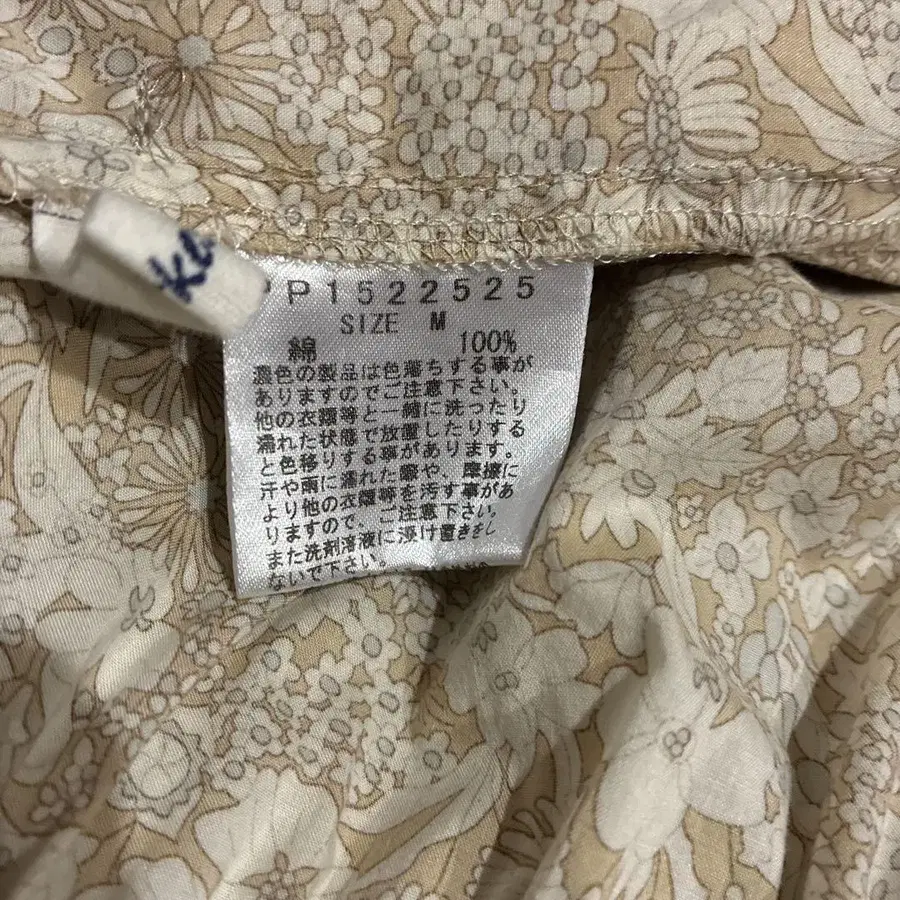 PP1522525
SIZE M
綿 100%
濃色の製品は色落ちする事が
ありますのでご注意下さい。
他の衣類等と一緒に洗ったり
濡れた状態で放置したりする
と色移りする事があります。
汗や雨に濡れた際や、摩擦に
より他の衣類等を汚す事があ
りますので、ご注意下さい。
また洗剤溶液に浸け置きをし
ないで下さい。